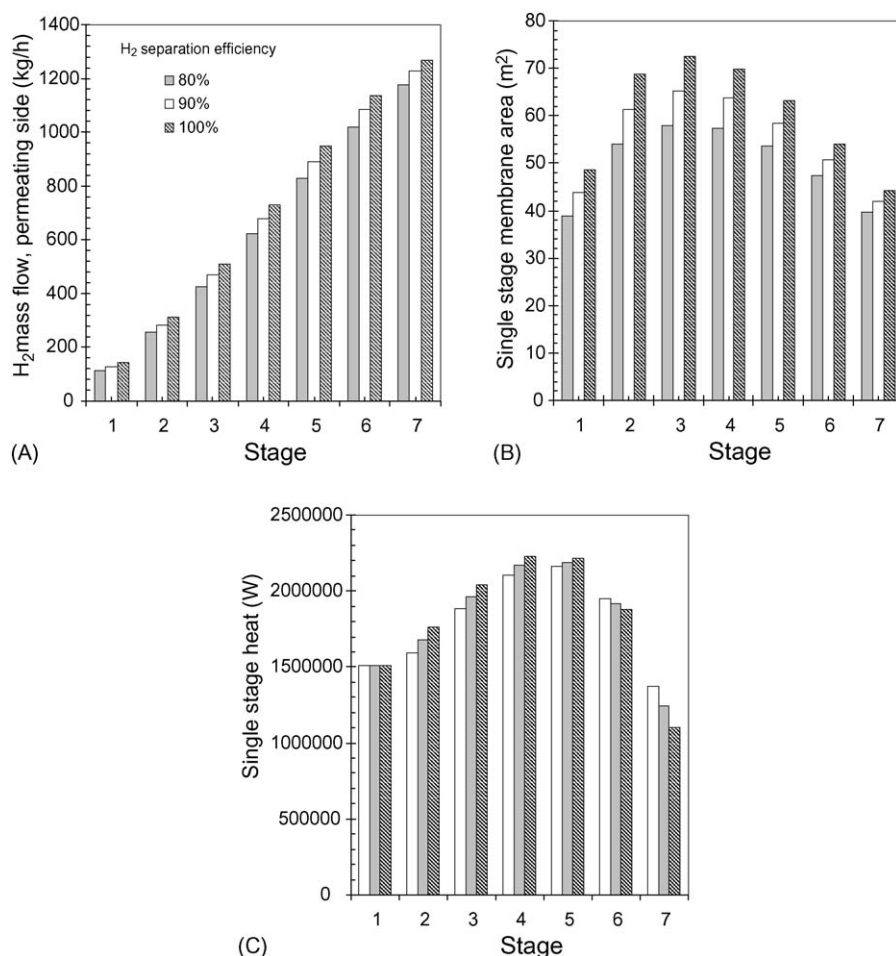 H2 mass flow, permeating side (kg/h)
1400
1200
1000
800
600
400
200
0
H2 separation efficiency
80%
90%
100%
1 2 3 4 5 6 7
Stage
(A)
Single stage membrane area (m2)
80
70
60
50
40
30
20
10
0
1 2 3 4 5 6 7
Stage
(B)
Single stage heat (W)
2500000
2000000
1500000
1000000
500000
0
1 2 3 4 5 6 7
Stage
(C)